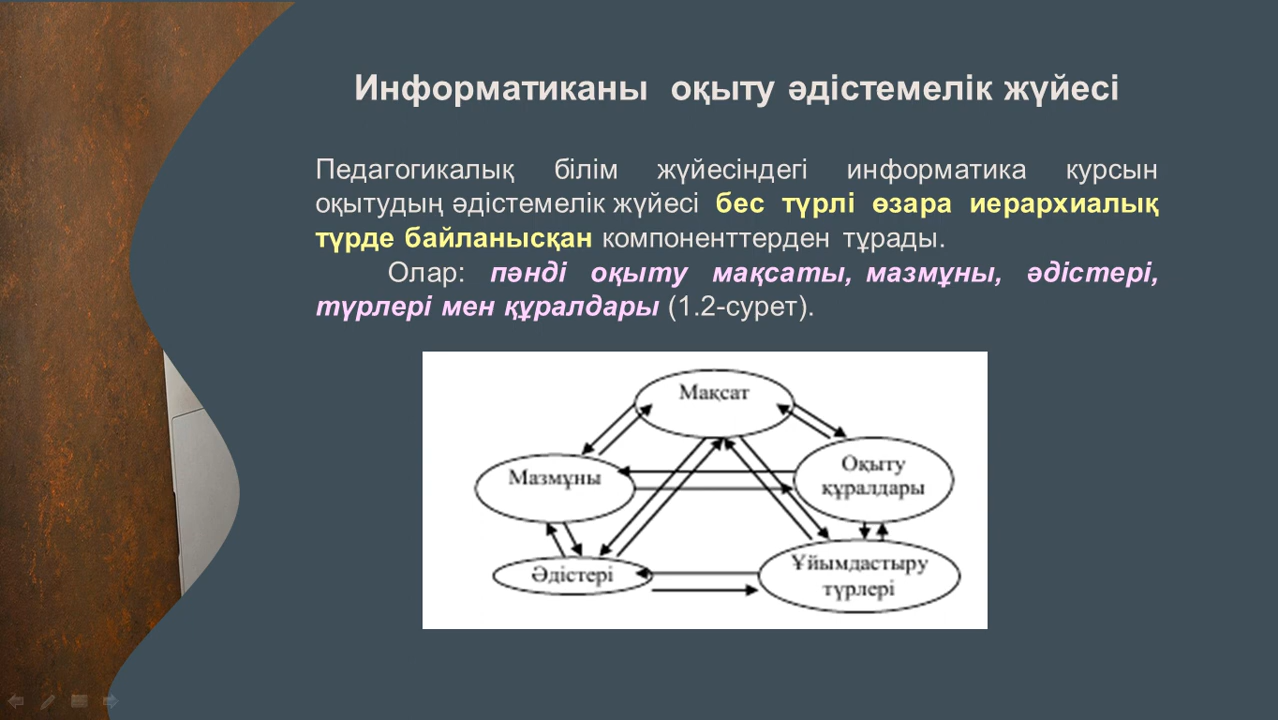 Информатиканы оқыту әдістемелік жүйесі
Педагогикалық білім жүйесіндегі информатика курсын
оқытудың әдістемелік жүйесі бес түрлі өзара иерархиалық
түрде байланысқан компоненттерден тұрады.
Олар: пәнді оқыту мақсаты, мазмұны, әдістері,
түрлері мен құралдары (1.2-сурет).
Мақсат
Мазмұны
Оқыту
құралдары
Әдістері
Ұйымдастыру
түрлері